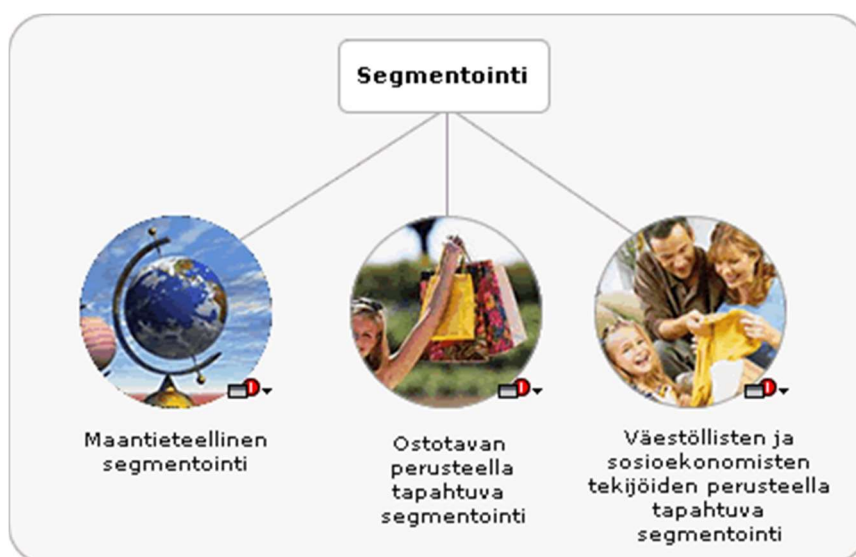 Segmentointi
Maantieteellinen
segmentointi
Ostotavan
perusteella
tapahtuva
segmentointi
Väestöllisten ja
sosioekonomisten
tekijöiden perusteella
tapahtuva
segmentointi